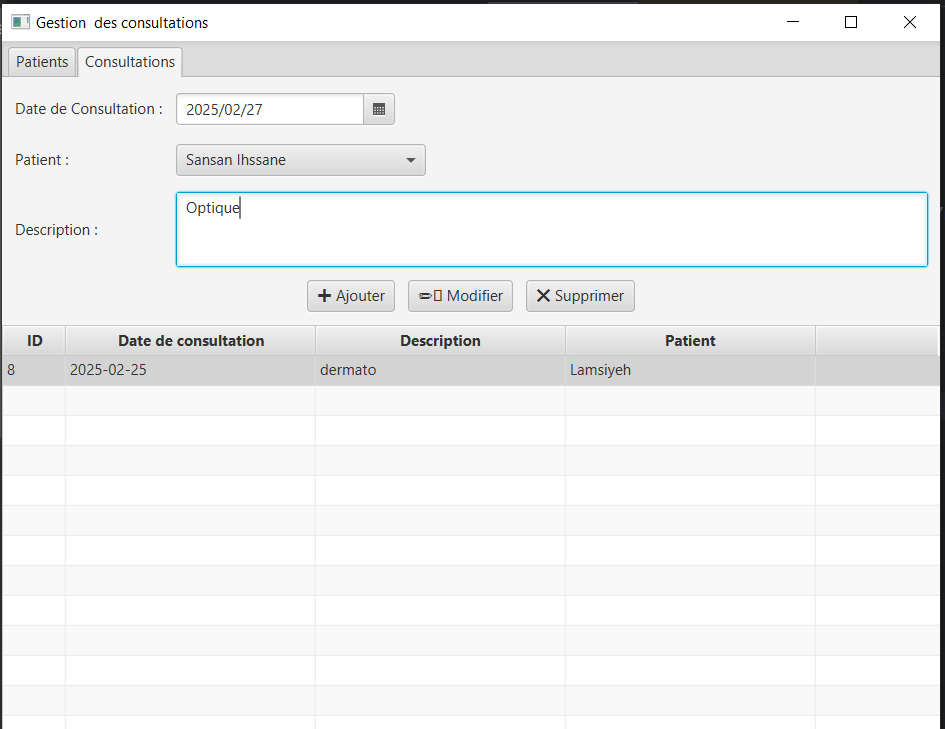 Gestion des consultations
Patients Consultations
Date de Consultation : 2025/02/27
Patient : Sansan Ihssane
Description : Optique
Ajouter Modifier Supprimer
ID Date de consultation Description Patient
8 2025-02-25 dermato Lamsiyeh